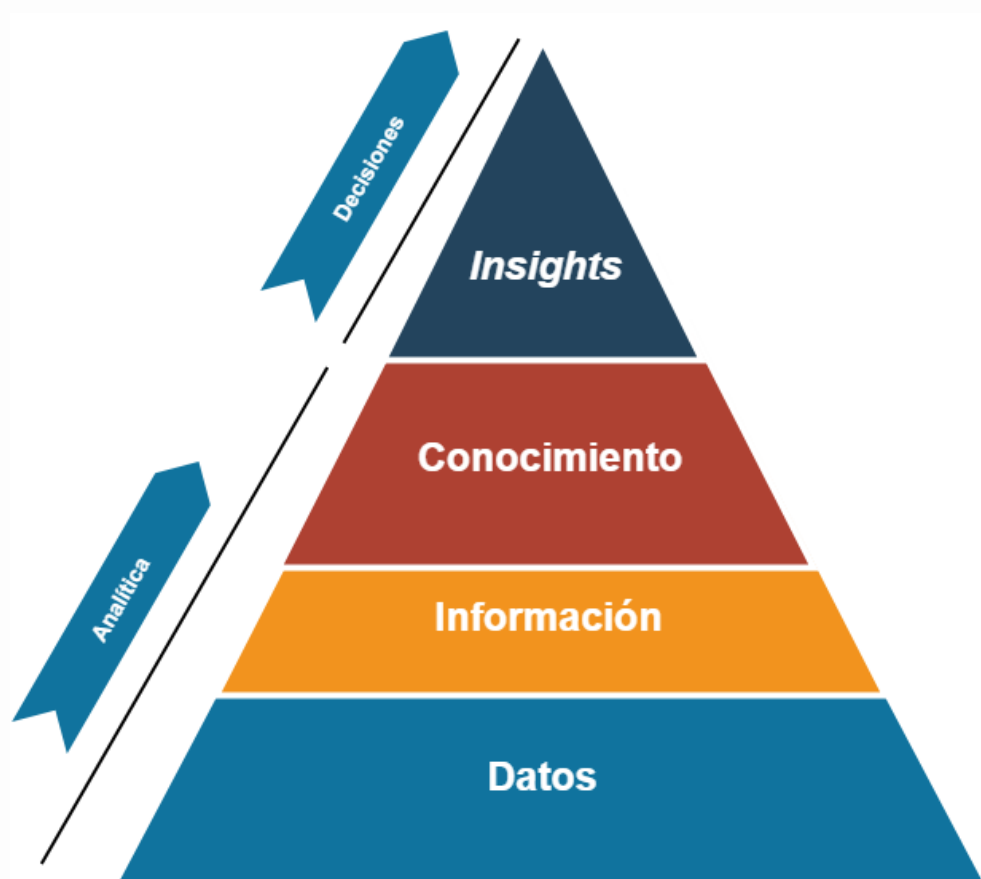 Decisiones
Insights
Conocimiento
Analítica
Información
Datos